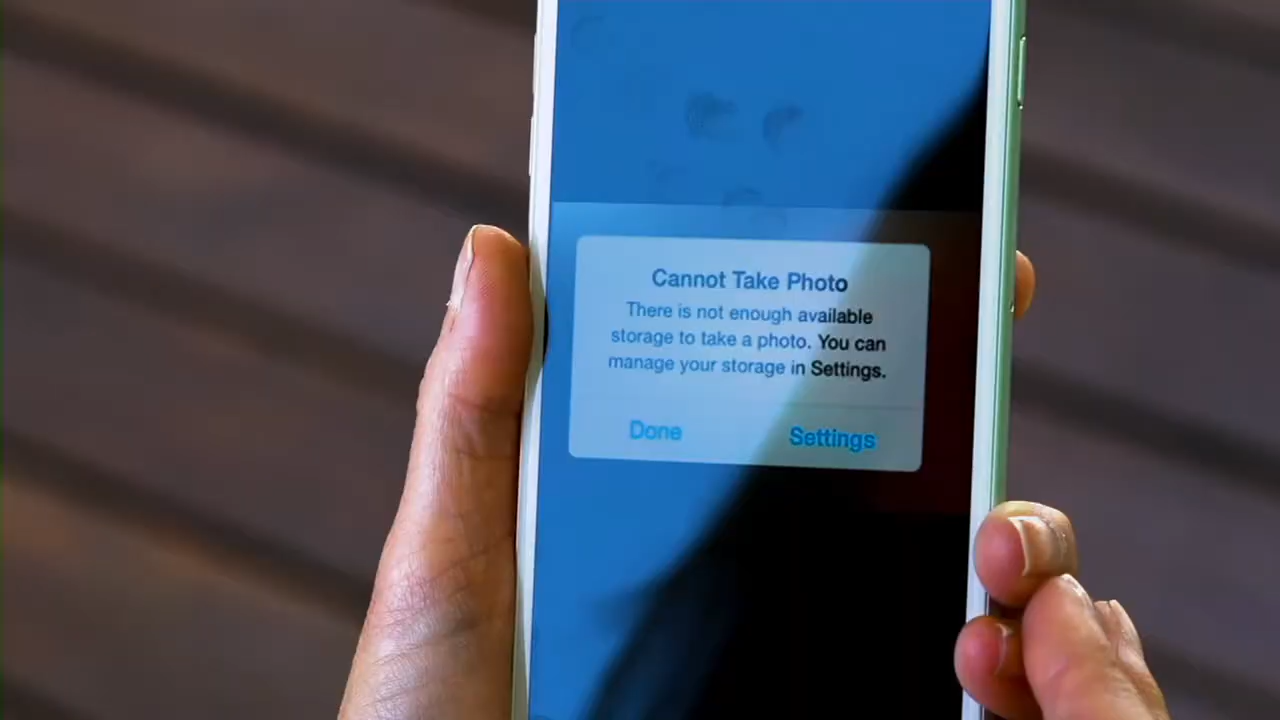 Cannot Take Photo
There is not enough available
storage to take a photo. You can
manage your storage in Settings.
Done
Settings